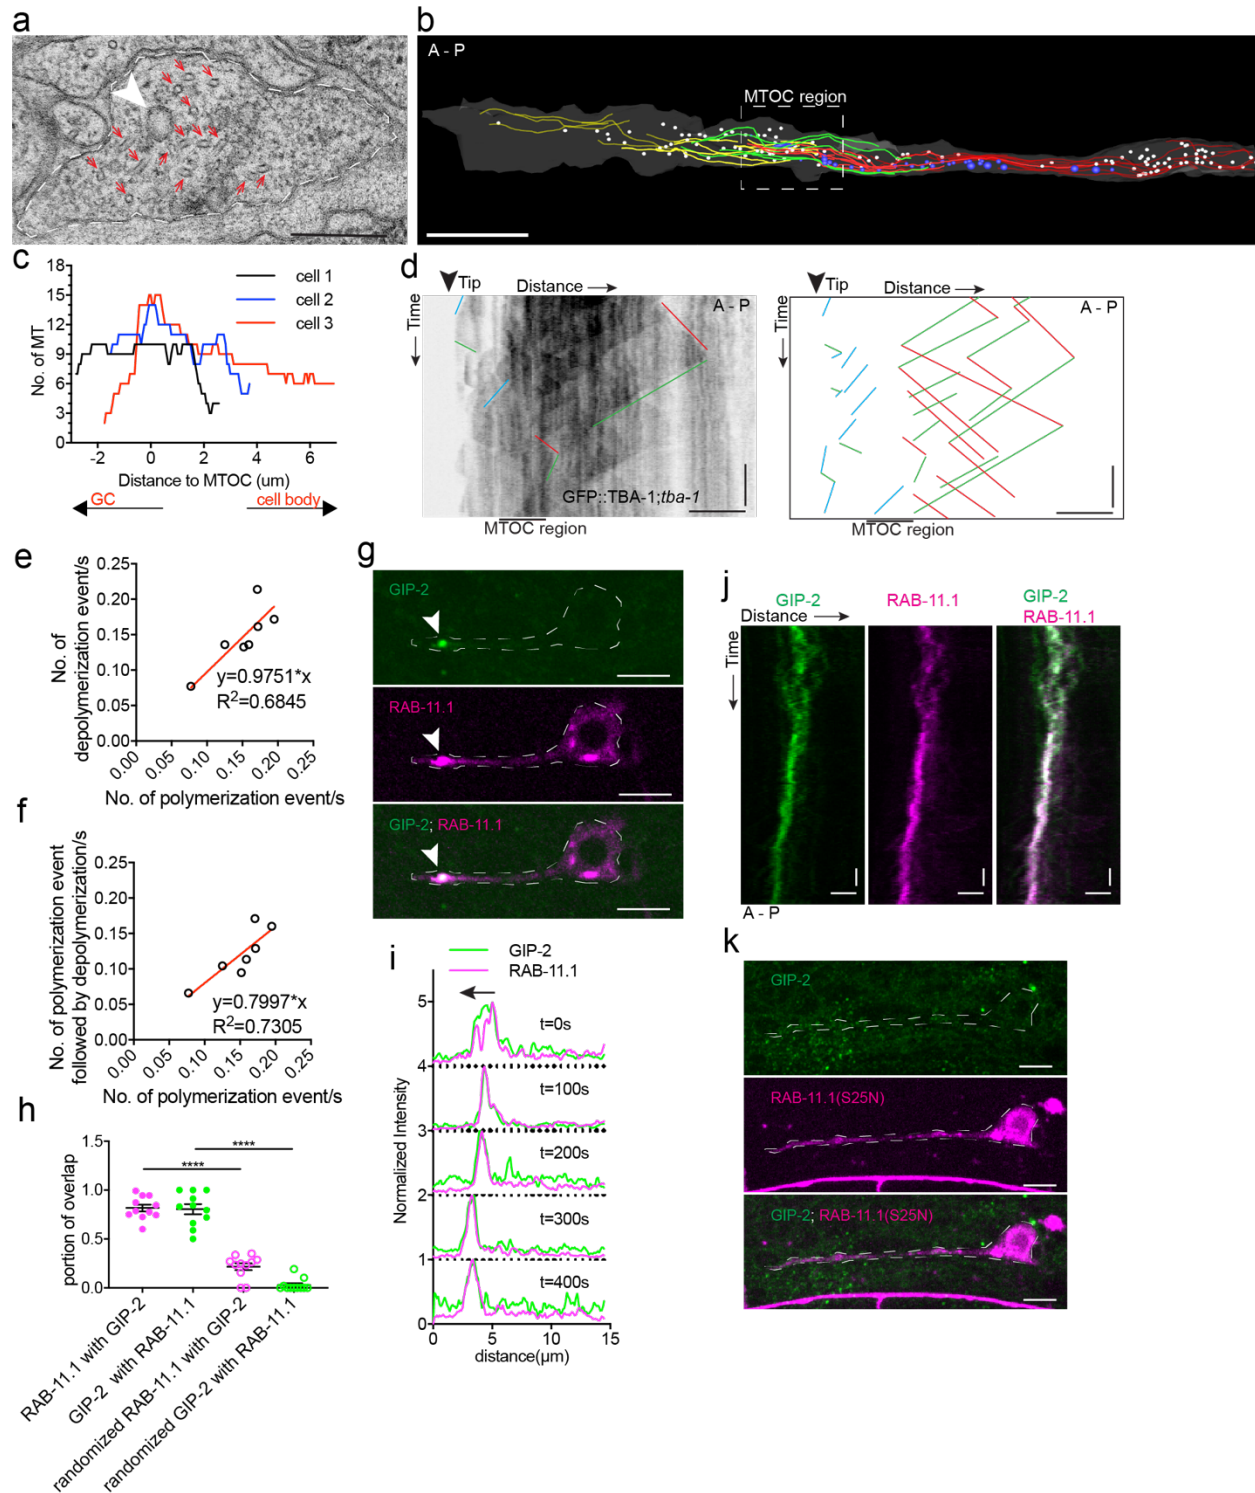 a
b
A - P
MTOC region
c
No. of MT
18
15
12
9
6
3
0
cell 1
cell 2
cell 3
-2
0
2
4
6
Distance to MTOC (um)
GC
cell body
d
Tip
Distance
Time
A - P
GFP::TBA-1;tba-1
MTOC region
Tip
Distance
Time
A - P
MTOC region
e
No. of
depolymerization event/s
0.25
0.20
0.15
0.10
0.05
0.00
y=0.9751*x
R2=0.6845
0.00
0.05
0.10
0.15
0.20
0.25
No. of polymerization event/s
f
No. of polymerization event
followed by depolymerization/s
0.25
0.20
0.15
0.10
0.05
0.00
y=0.7997*x
R2=0.7305
0.00
0.05
0.10
0.15
0.20
0.25
No. of polymerization event/s
g
GIP-2
RAB-11.1
GIP-2; RAB-11.1
h
portion of overlap
1.5
1.0
0.5
0.0
****
****
RAB-11.1 with GIP-2
GIP-2 with RAB-11.1
randomized RAB-11.1 with GIP-2
randomized GIP-2 with RAB-11.1
i
GIP-2
RAB-11.1
Normalized Intensity
5
4
3
2
1
0
t=0s
t=100s
t=200s
t=300s
t=400s
0
5
10
15
distance(µm)
j
GIP-2
RAB-11.1
GIP-2
RAB-11.1
Distance
Time
A - P
k
GIP-2
RAB-11.1(S25N)
GIP-2; RAB-11.1(S25N)